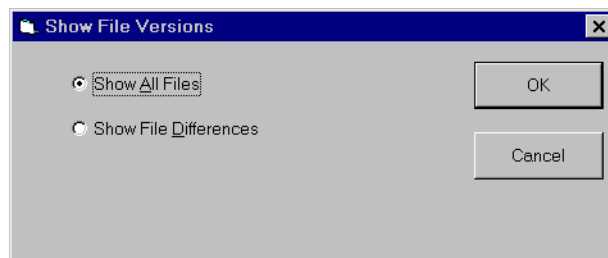 Show File Versions
Show All Files
OK
Show File Differences
Cancel